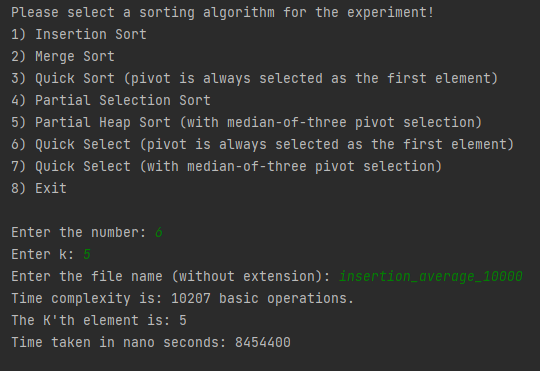 Please select a sorting algorithm for the experiment!
1) Insertion Sort
2) Merge Sort
3) Quick Sort (pivot is always selected as the first element)
4) Partial Selection Sort
5) Partial Heap Sort (with median-of-three pivot selection)
6) Quick Select (pivot is always selected as the first element)
7) Quick Select (with median-of-three pivot selection)
8) Exit
Enter the number: 6
Enter k: 5
Enter the file name (without extension): insertion_average_10000
Time complexity is: 10207 basic operations.
The K'th element is: 5
Time taken in nano seconds: 8454400